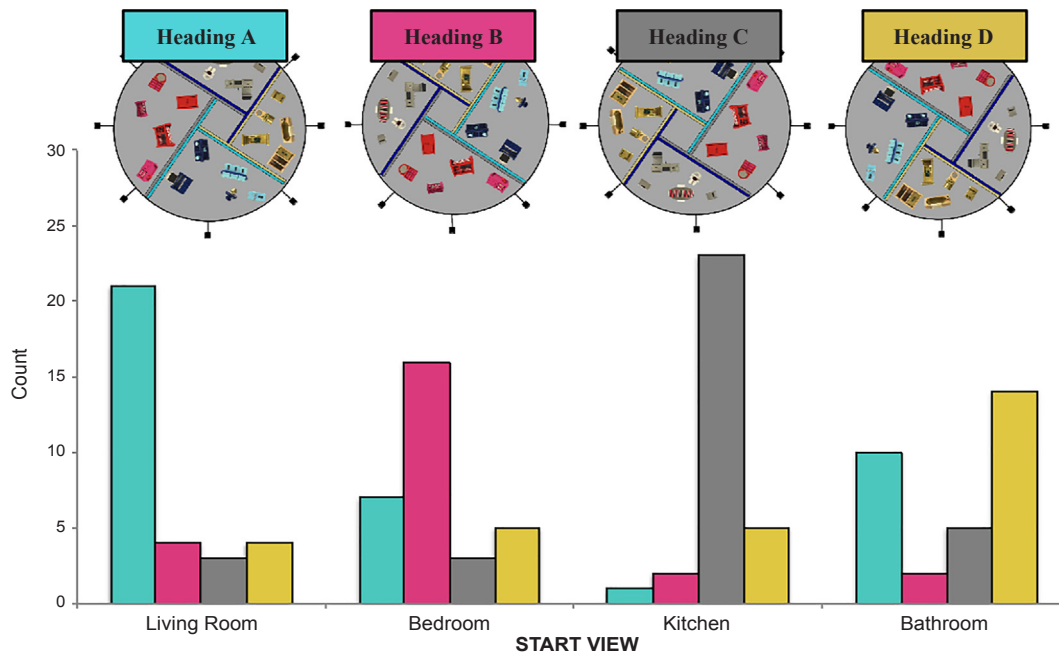 Heading A
Heading B
Heading C
Heading D
30
25
20
15
10
5
0
Count
Living Room
Bedroom
Kitchen
Bathroom
START VIEW